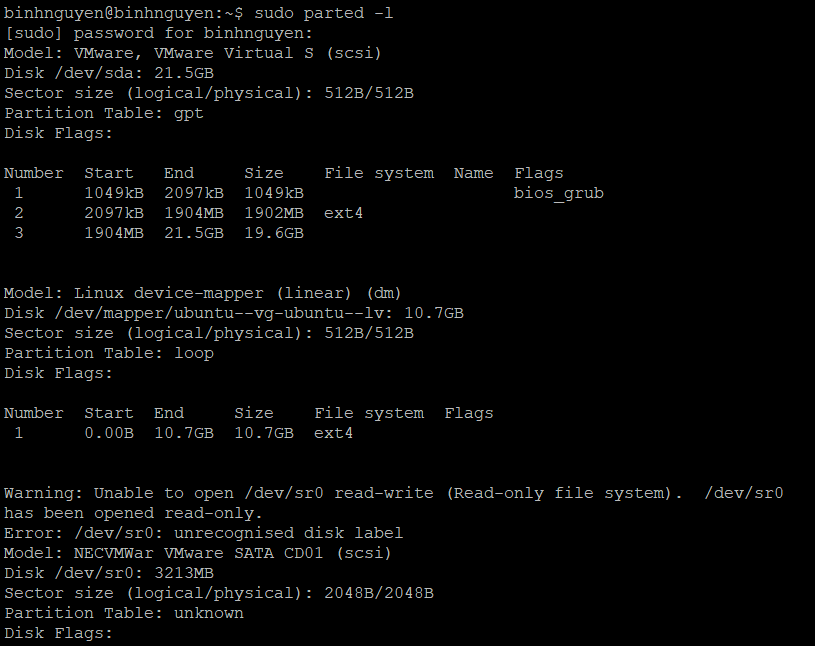 binhnguyen@binhnguyen:~$ sudo parted -l
[sudo] password for binhnguyen:
Model: VMware, VMware Virtual S (scsi)
Disk /dev/sda: 21.5GB
Sector size (logical/physical): 512B/512B
Partition Table: gpt
Disk Flags:

Number  Start   End     Size    File system  Name  Flags
 1      1049kB  2097kB  1049kB                     bios_grub
 2      2097kB  1904MB  1902MB  ext4
 3      1904MB  21.5GB  19.6GB

Model: Linux device-mapper (linear) (dm)
Disk /dev/mapper/ubuntu--vg-ubuntu--lv: 10.7GB
Sector size (logical/physical): 512B/512B
Partition Table: loop
Disk Flags:

Number  Start  End     Size    File system  Flags
 1      0.00B  10.7GB  10.7GB  ext4

Warning: Unable to open /dev/sr0 read-write (Read-only file system).  /dev/sr0
has been opened read-only.
Error: /dev/sr0: unrecognised disk label
Model: NECVMWar VMware SATA CD01 (scsi)
Disk /dev/sr0: 3213MB
Sector size (logical/physical): 2048B/2048B
Partition Table: unknown
Disk Flags: